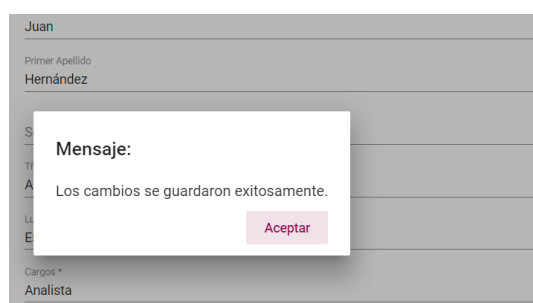 Juan
Primer Apellido
Hernández
Mensaje:
Los cambios se guardaron exitosamente.
Aceptar
Cargos *
Analista